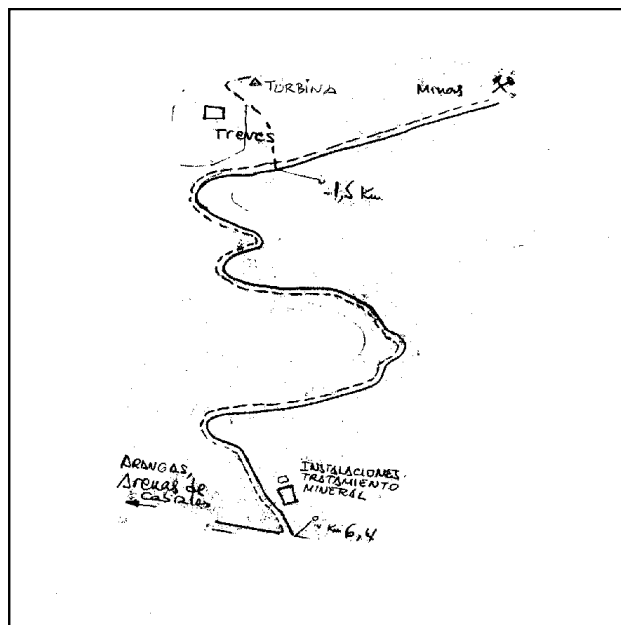 TURBINA
Minas
Treves
1,5 Km
ARANGAS,
Arenas de
Cabrales
INSTALACIONES
TRATAMIENTO
MINERAL
Km 6,4